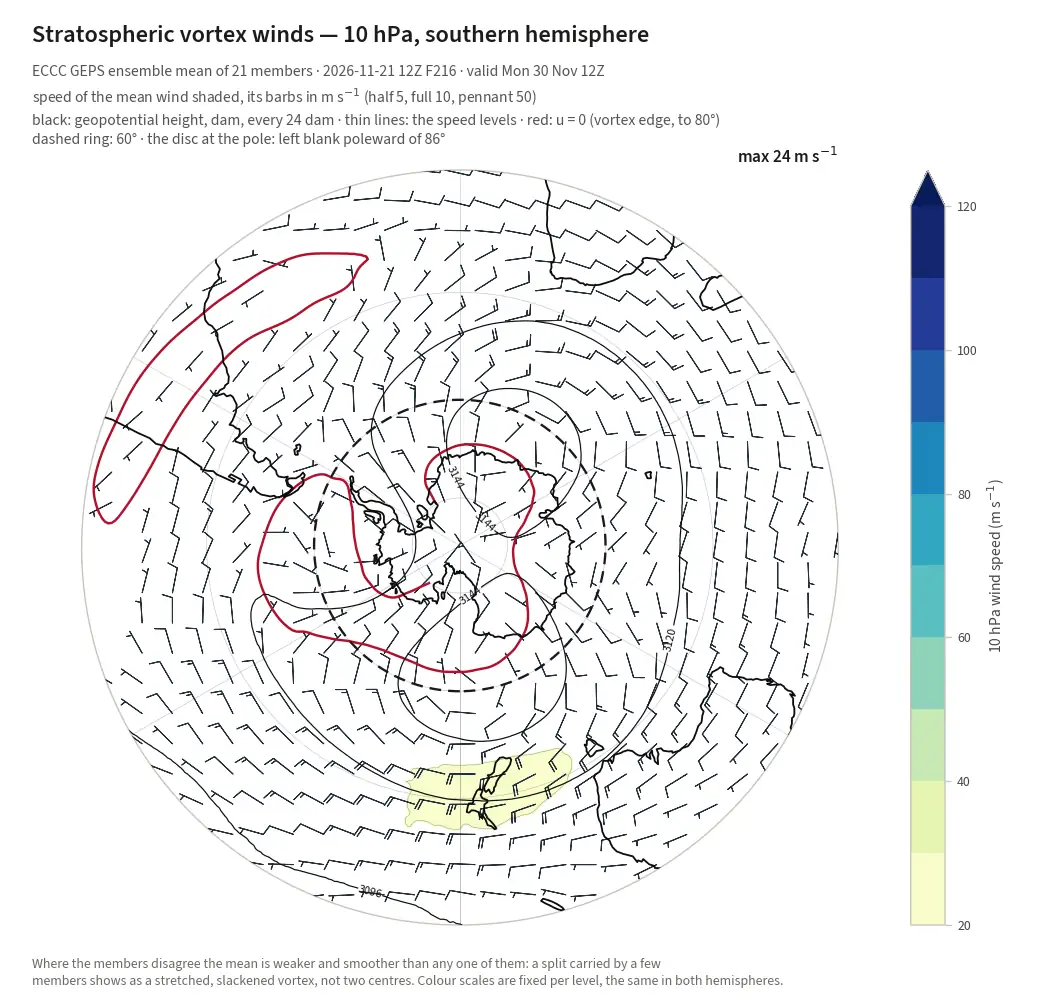 Stratospheric vortex winds — 10 hPa, southern hemisphere
ECCC GEPS ensemble mean of 21 members · 2026-11-21 12Z F216 · valid Mon 30 Nov 12Z
speed of the mean wind shaded, its barbs in m s⁻¹ (half 5, full 10, pennant 50)
black: geopotential height, dam, every 24 dam · thin lines: the speed levels · red: u = 0 (vortex edge, to 80°)
dashed ring: 60° · the disc at the pole: left blank poleward of 86°
max 24 m s⁻¹
120
100
80
60
40
20
10 hPa wind speed (m s⁻¹)
3144
3144
3144
3120
3096
Where the members disagree the mean is weaker and smoother than any one of them: a split carried by a few
members shows as a stretched, slackened vortex, not two centres. Colour scales are fixed per level, the same in both hemispheres.